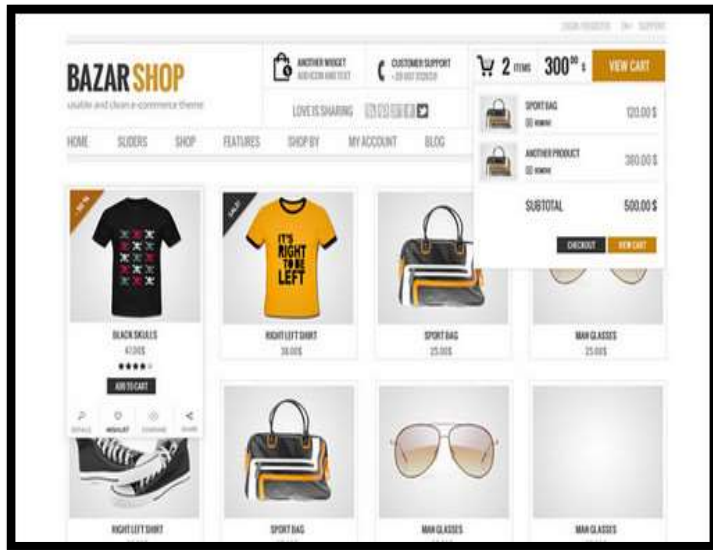 LOGIN/REGISTER SUPPORT
BAZAR SHOP
usable and clean e-commerce theme
ANOTHER WIDGET
ADD ICON AND TEXT
CUSTOMER SUPPORT
2 ITEMS 300 00 $ VIEW CART
LOVE IS SHARING
HOME SLIDERS SHOP FEATURES SHOP BY MY ACCOUNT BLOG
SPORT BAG
120.00 $
REMOVE
ANOTHER PRODUCT
380.00 $
REMOVE
SUBTOTAL 500.00 $
CHECKOUT VIEW CART
SALE!
IT'S
RIGHT
TO BE
LEFT
BLACK SKULLS
RIGHT LEFT SHIRT
38.00$
SPORT BAG
25.00$
MAN GLASSES
25.00$
ADD TO CART
DETAILS WISHLIST COMPARE SHARE
RIGHT LEFT SHIRT
SPORT BAG
MAN GLASSES
MAN GLASSES